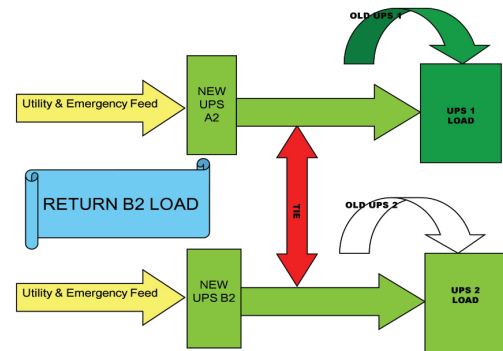 OLD UPS 1
Utility & Emergency Feed
NEW
UPS
A2
UPS 1
LOAD
RETURN B2 LOAD
TIE
OLD UPS 2
Utility & Emergency Feed
NEW
UPS B2
UPS 2
LOAD